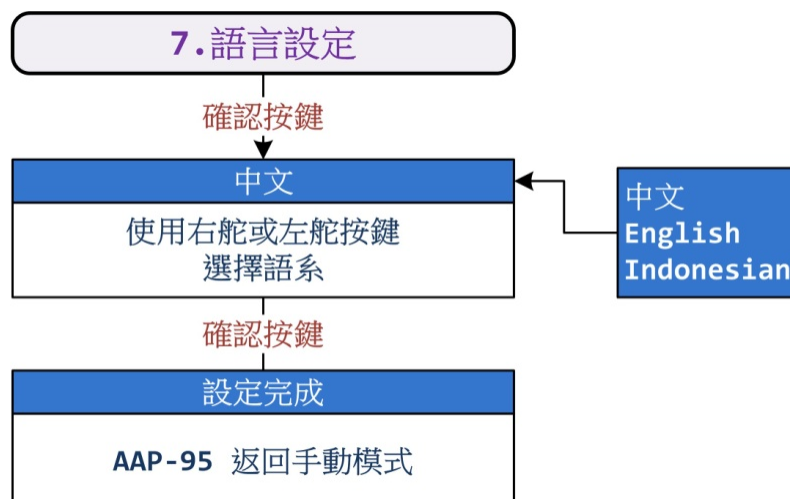 7.語言設定
確認按鍵
中文
使用右舵或左舵按鍵
選擇語系
中文
English
Indonesian
確認按鍵
設定完成
AAP-95 返回手動模式